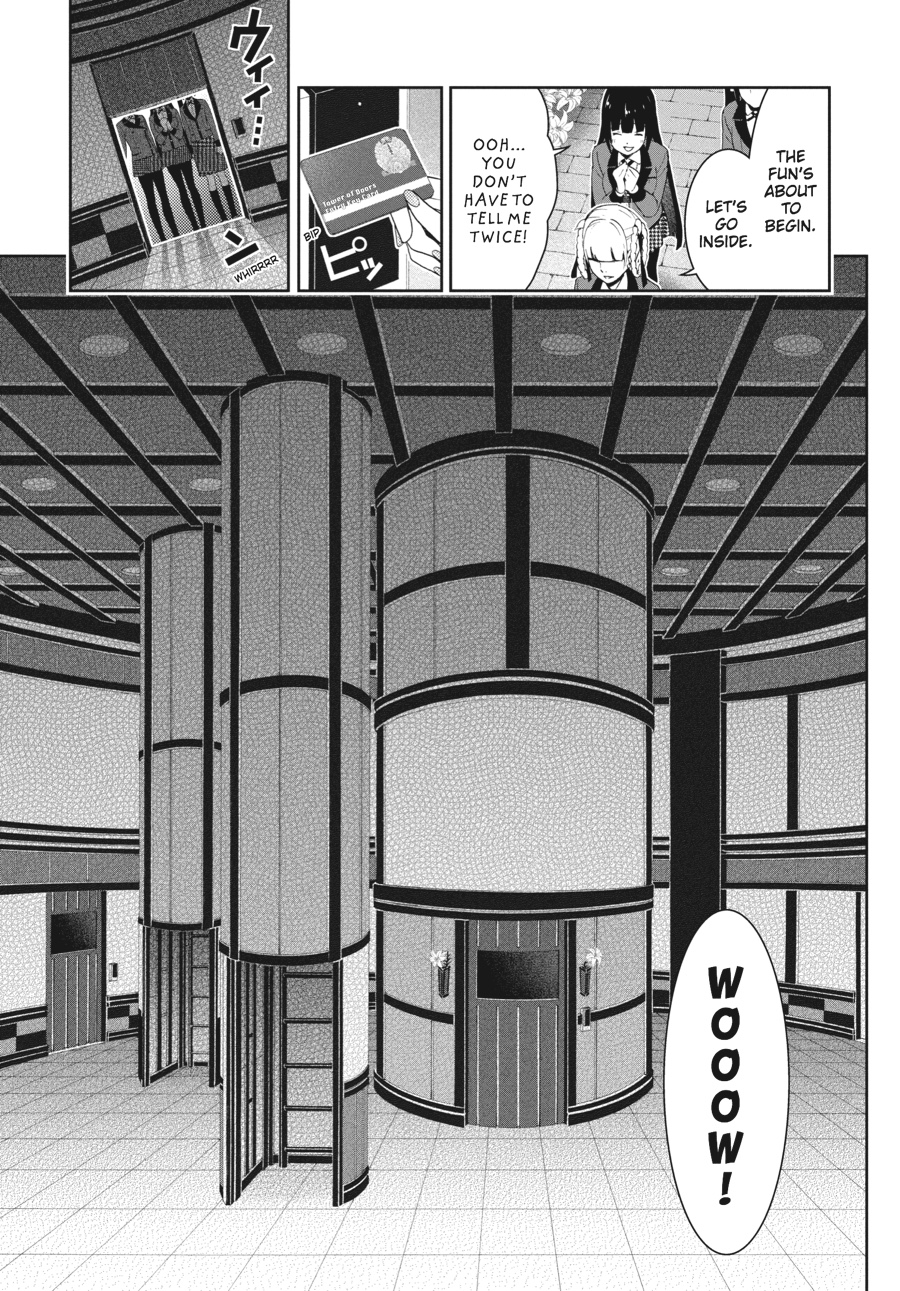 THE
FUN'S
ABOUT
TO
BEGIN.
LET'S
GO
INSIDE.
OOH...
YOU
DON'T
HAVE TO
TELL ME
TWICE!
Tower of Doors
Card
BIP
ピッ
ウィィ…
ン
WHIRRRR
WOOOW!